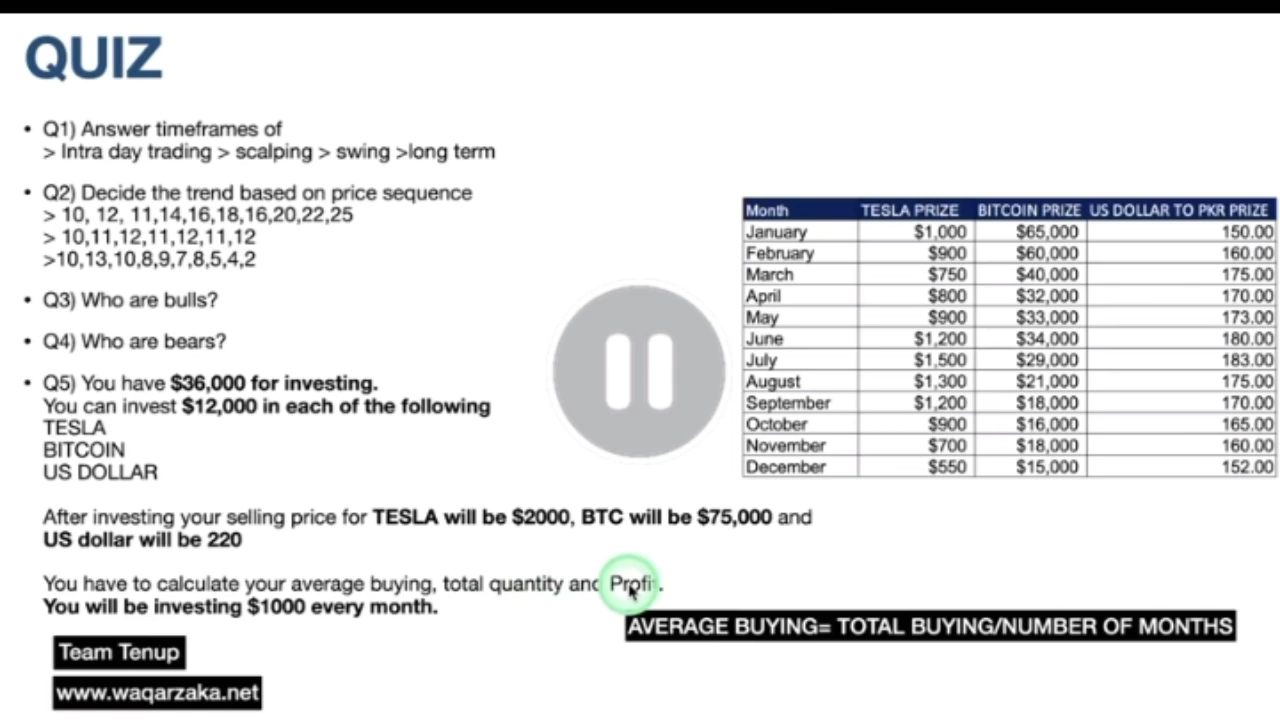 QUIZ
• Q1) Answer timeframes of
> Intra day trading > scalping > swing >long term
• Q2) Decide the trend based on price sequence
> 10, 12, 11,14,16,18,16,20,22,25
> 10,11,12,11,12,11,12
>10,13,10,8,9,7,8,5,4,2
• Q3) Who are bulls?
• Q4) Who are bears?
• Q5) You have $36,000 for investing.
You can invest $12,000 in each of the following
TESLA
BITCOIN
US DOLLAR
After investing your selling price for TESLA will be $2000, BTC will be $75,000 and
US dollar will be 220
You have to calculate your average buying, total quantity and Profit.
You will be investing $1000 every month.
Month TESLA PRIZE BITCOIN PRIZE US DOLLAR TO PKR PRIZE
January $1,000 $65,000 150.00
February $900 $60,000 160.00
March $750 $40,000 175.00
April $800 $32,000 170.00
May $900 $33,000 173.00
June $1,200 $34,000 180.00
July $1,500 $29,000 183.00
August $1,300 $21,000 175.00
September $1,200 $18,000 170.00
October $900 $16,000 165.00
November $700 $18,000 160.00
December $550 $15,000 152.00
AVERAGE BUYING= TOTAL BUYING/NUMBER OF MONTHS
Team Tenup
www.waqarzaka.net